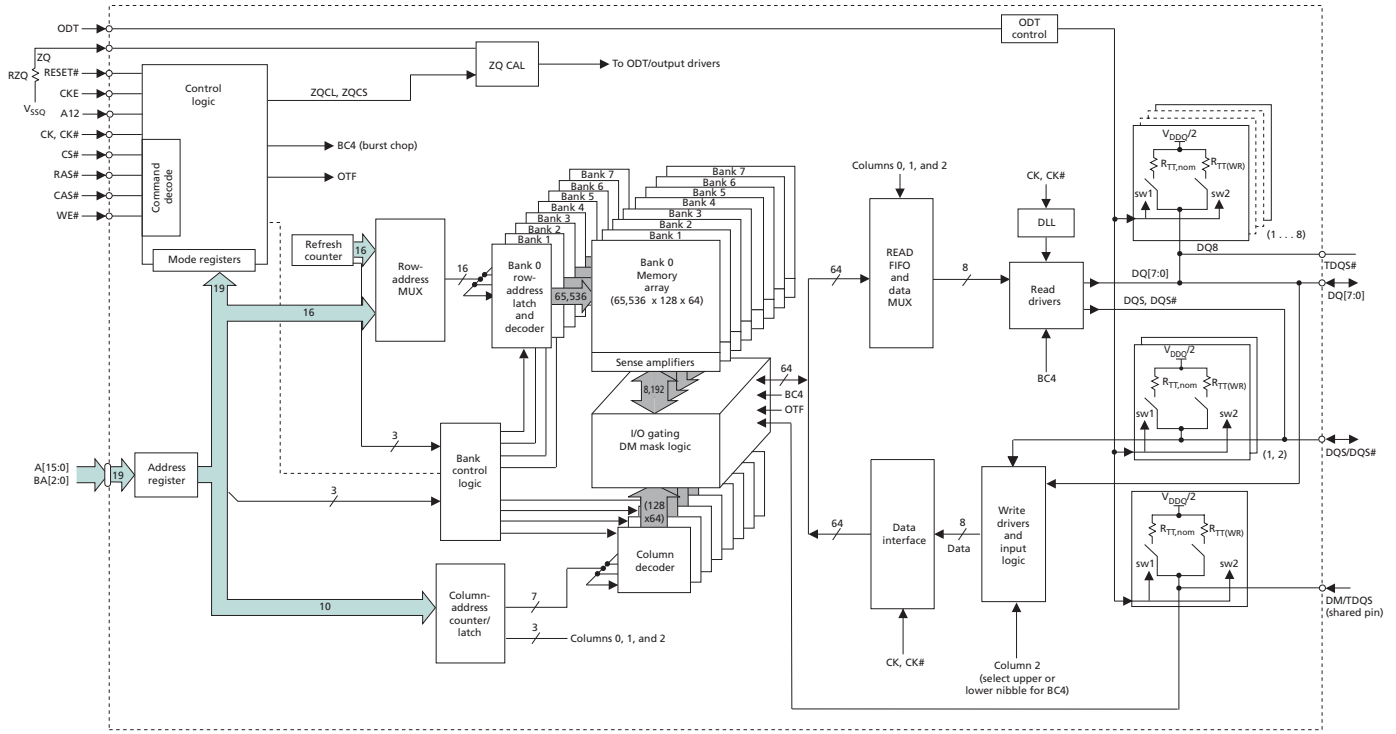 ODT
ODT
control
ZQ
RZQ
VSSQ
RESET#
CKE
A12
CK, CK#
CS#
RAS#
CAS#
WE#
Control
logic
Command
decode
Mode registers
ZQ CAL
To ODT/output drivers
ZQCL, ZQCS
BC4 (burst chop)
OTF
Refresh
counter
16
Row-
address
MUX
16
19
16
Bank 7
Bank 6
Bank 5
Bank 4
Bank 3
Bank 2
Bank 1
Bank 0
row-
address
latch
and
decoder
65,536
Bank 7
Bank 6
Bank 5
Bank 4
Bank 3
Bank 2
Bank 1
Bank 0
Memory
array
(65,536 x 128 x 64)
Sense amplifiers
8,192
64
BC4
OTF
I/O gating
DM mask logic
(128
x64)
Column
decoder
3
3
Bank
control
logic
A[15:0]
BA[2:0]
19
Address
register
10
Column-
address
counter/
latch
7
3
Columns 0, 1, and 2
Columns 0, 1, and 2
64
READ
FIFO
and
data
MUX
8
CK, CK#
DLL
Read
drivers
BC4
DQ8
DQ[7:0]
DQS, DQS#
64
Data
interface
8
Data
Write
drivers
and
input
logic
CK, CK#
Column 2
(select upper or
lower nibble for BC4)
VDDQ/2
RTT,nom
RTT(WR)
sw1
sw2
(1 . . . 8)
TDQS#
DQ[7:0]
VDDQ/2
RTT,nom
RTT(WR)
sw1
sw2
(1, 2)
DQS/DQS#
VDDQ/2
RTT,nom
RTT(WR)
sw1
sw2
DM/TDQS
(shared pin)